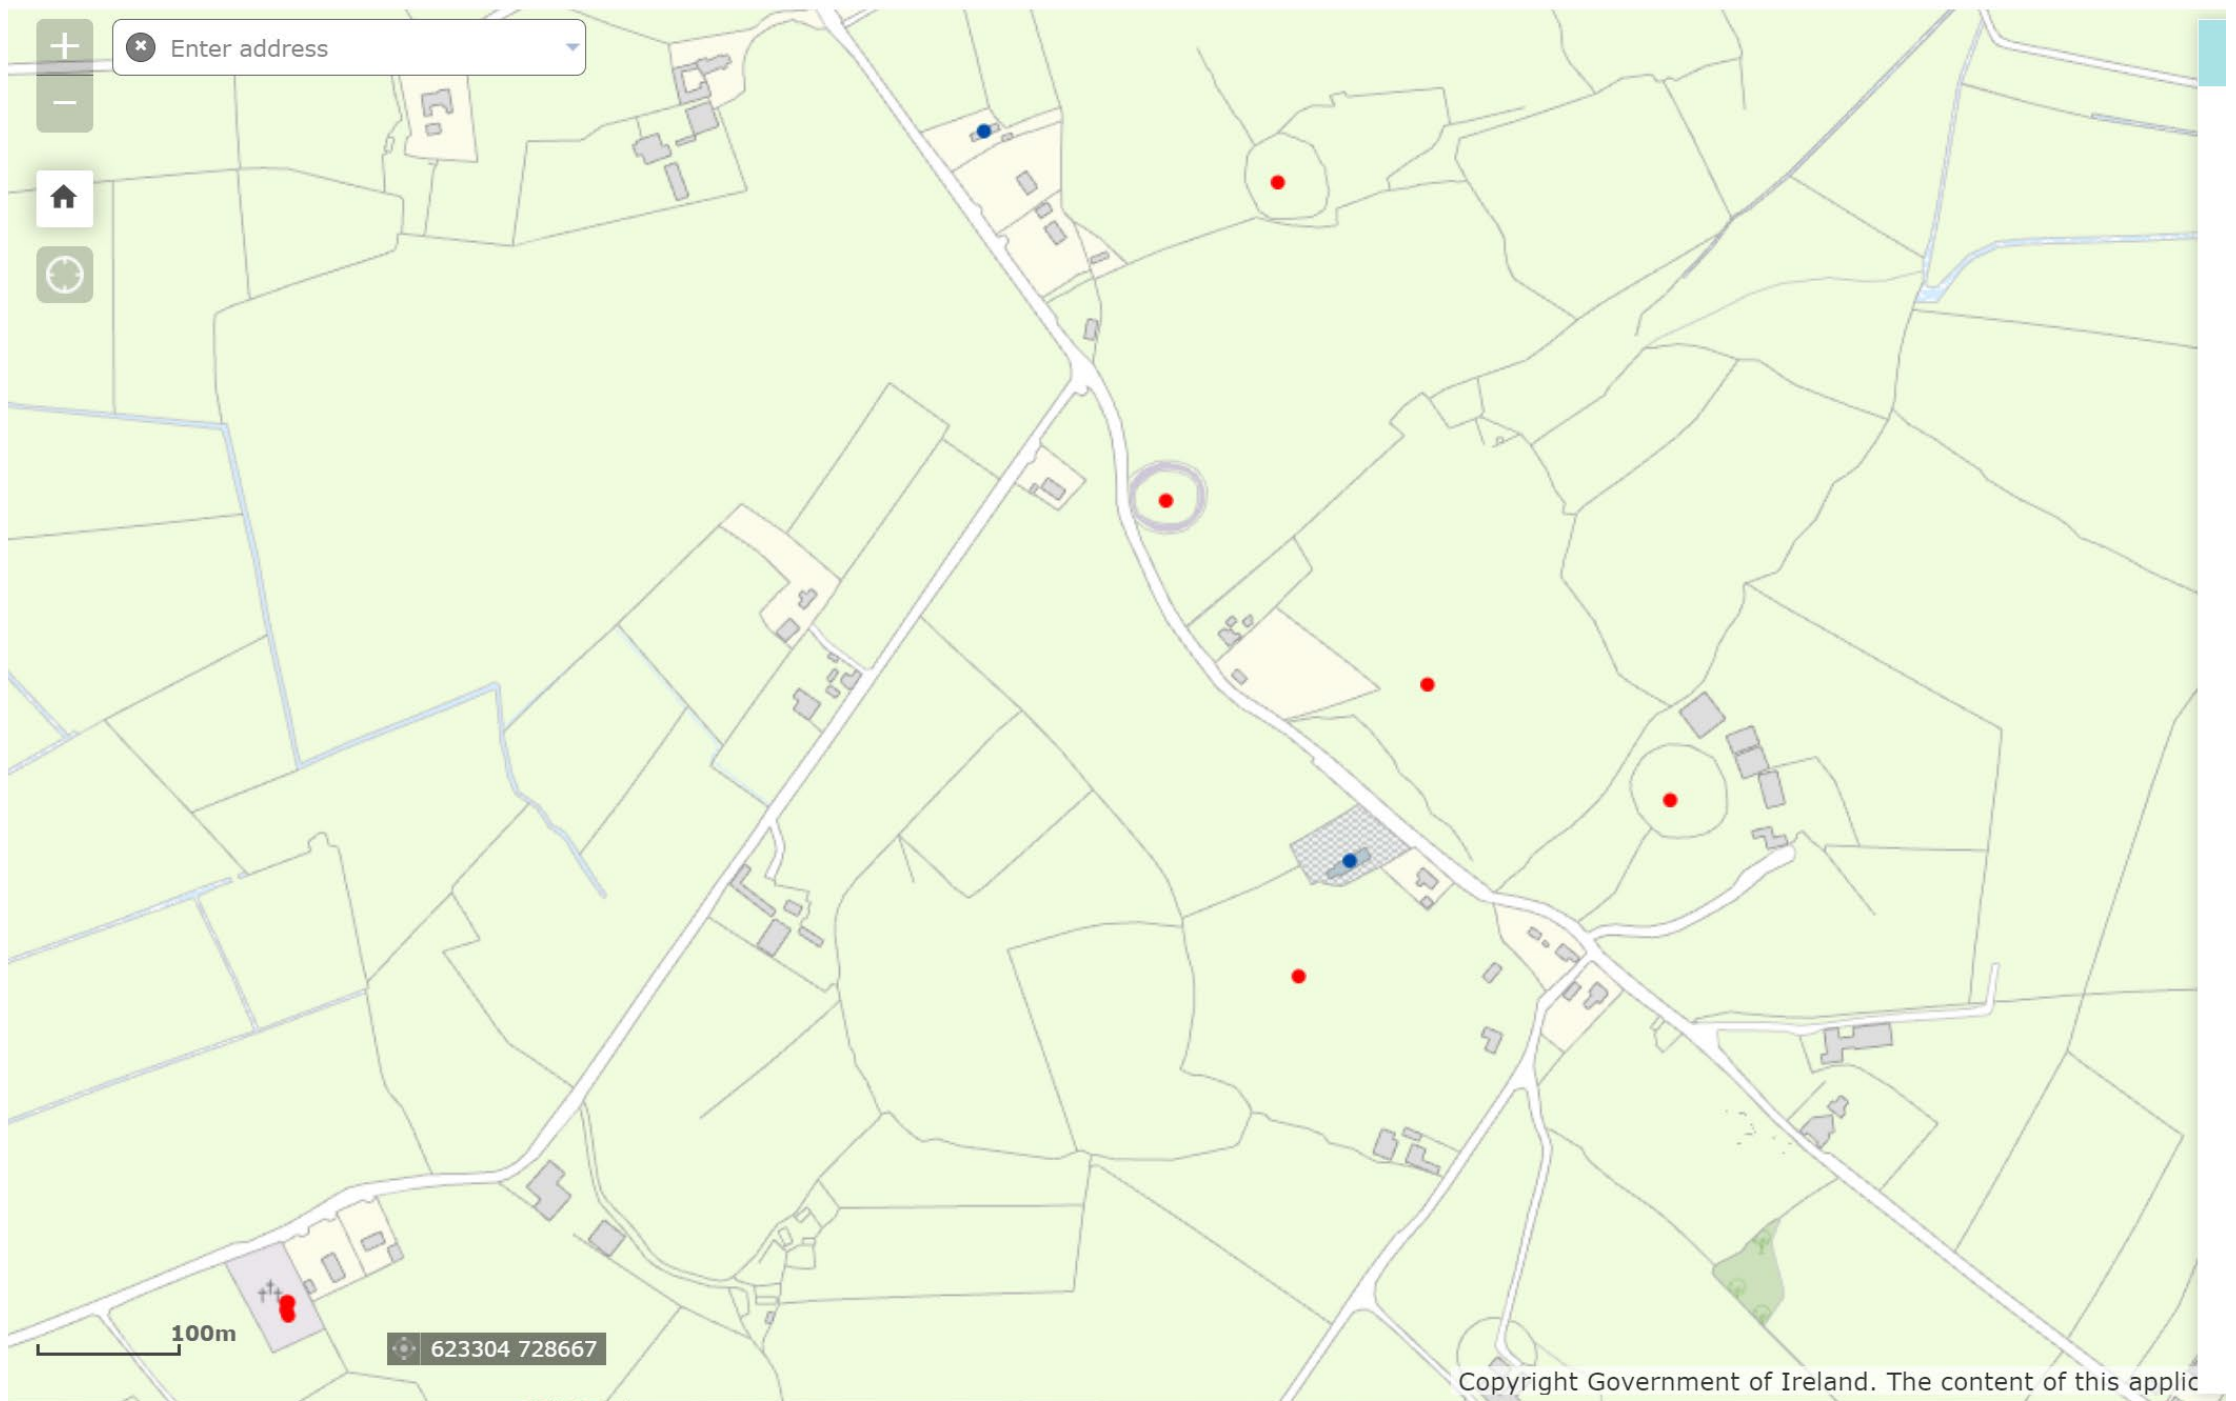 Enter address
100m
623304 728667
Copyright Government of Ireland. The content of this applic